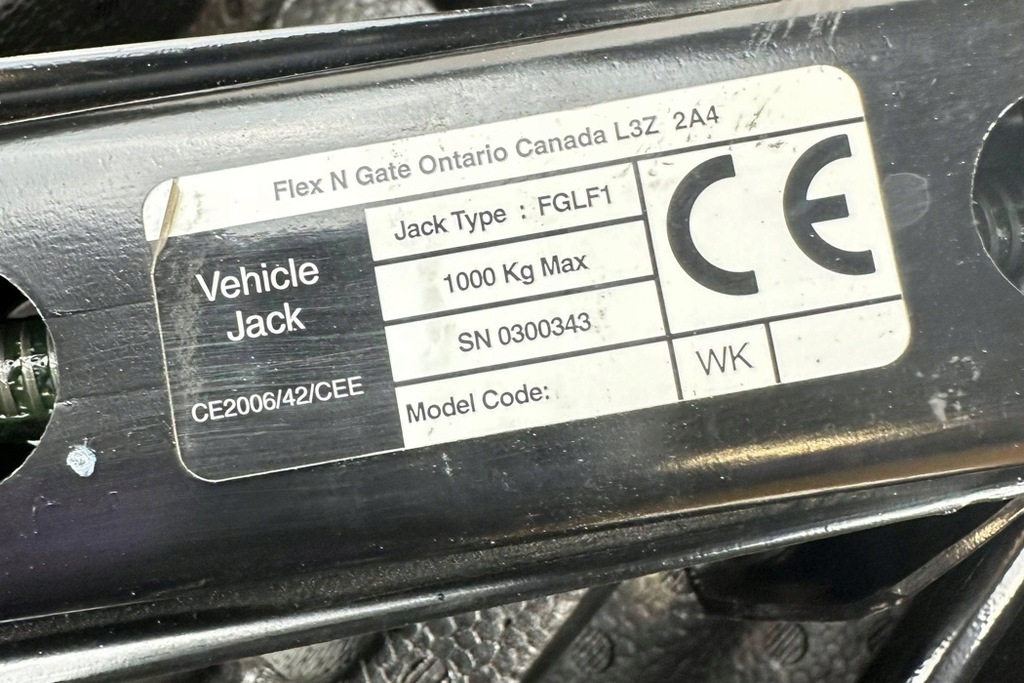 Flex N Gate Ontario Canada L3Z 2A4
Vehicle
Jack
CE2006/42/CEE
Jack Type : FGLF1
1000 Kg Max
SN 0300343
Model Code:
CE
WK